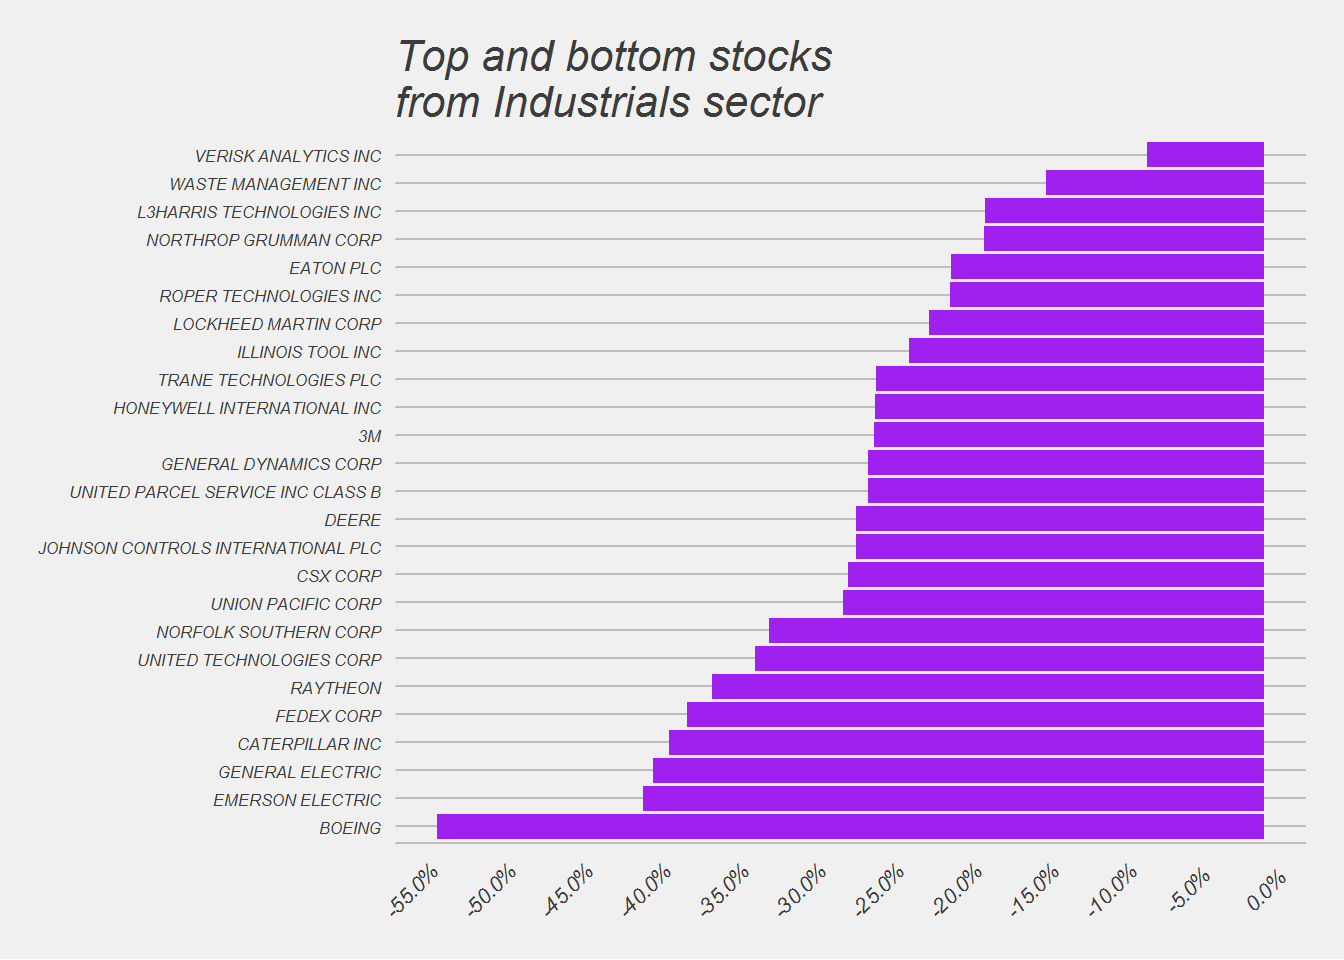 Top and bottom stocks
from Industrials sector
VERISK ANALYTICS INC
WASTE MANAGEMENT INC
L3HARRIS TECHNOLOGIES INC
NORTHROP GRUMMAN CORP
EATON PLC
ROPER TECHNOLOGIES INC
LOCKHEED MARTIN CORP
ILLINOIS TOOL INC
TRANE TECHNOLOGIES PLC
HONEYWELL INTERNATIONAL INC
3M
GENERAL DYNAMICS CORP
UNITED PARCEL SERVICE INC CLASS B
DEERE
JOHNSON CONTROLS INTERNATIONAL PLC
CSX CORP
UNION PACIFIC CORP
NORFOLK SOUTHERN CORP
UNITED TECHNOLOGIES CORP
RAYTHEON
FEDEX CORP
CATERPILLAR INC
GENERAL ELECTRIC
EMERSON ELECTRIC
BOEING
-55.0%
-50.0%
-45.0%
-40.0%
-35.0%
-30.0%
-25.0%
-20.0%
-15.0%
-10.0%
-5.0%
0.0%